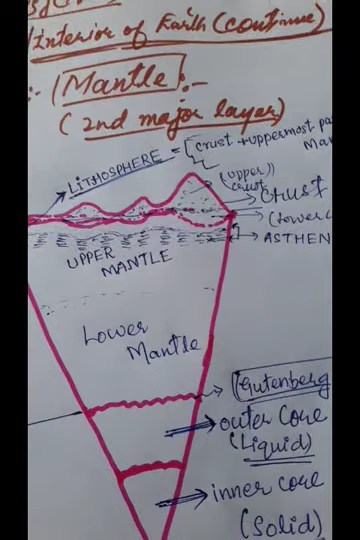 Interior of Earth (continue)
:- Mantle :-
(2nd major layer)
LITHOSPHERE = [crust + uppermost pa
Ma
(upper)
crust
Crust
(Lower c
ASTHEN
UPPER
MANTLE
Lower
Mantle
Gutenberg
outer core
(Liquid)
inner core
(Solid)